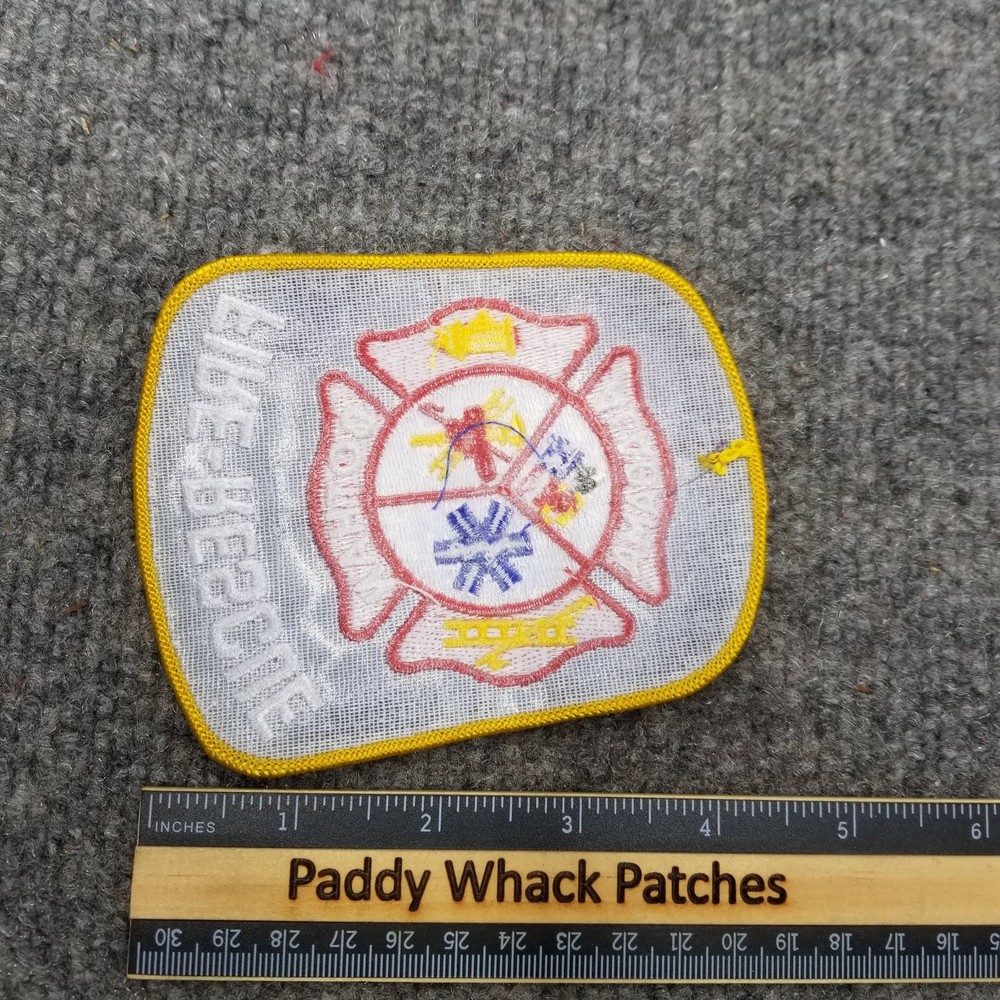 FIRE-RESCUE
INCHES 1 2 3 4 5 6
Paddy Whack Patches
30 29 28 27 26 25 24 23 22 21 20 19 18 17 16